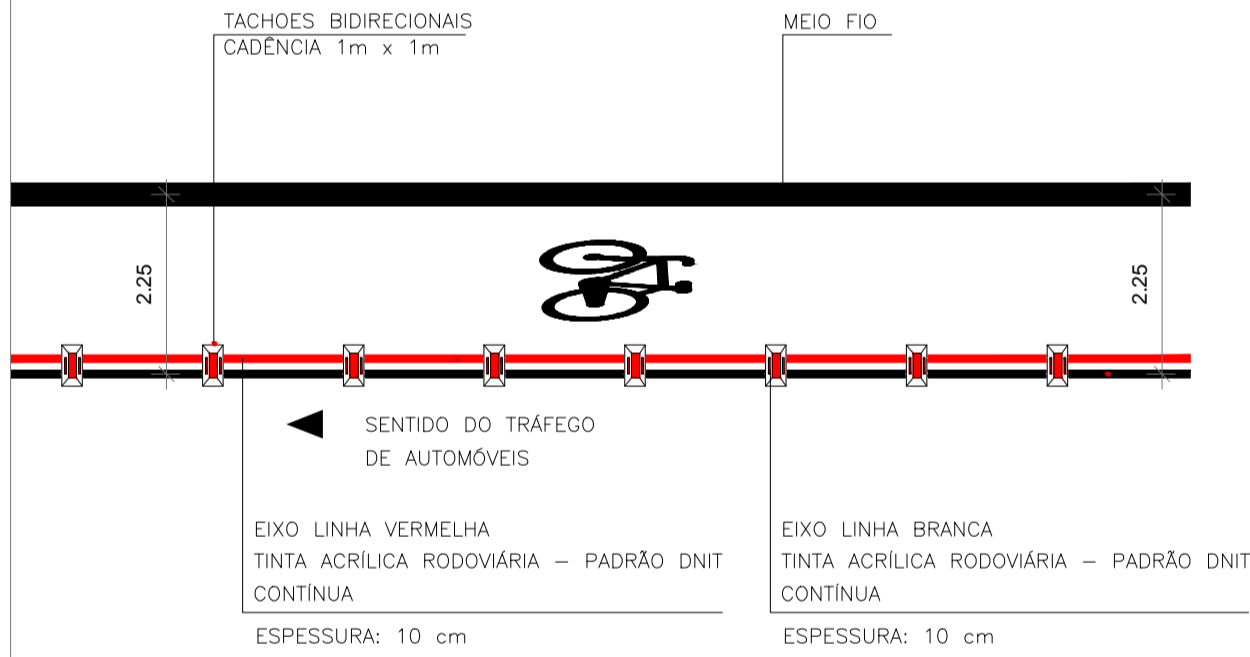 TACHOES BIDIRECIONAIS
CADÊNCIA 1m x 1m
MEIO FIO
2.25
2.25
SENTIDO DO TRÁFEGO
DE AUTOMÓVEIS
EIXO LINHA VERMELHA
TINTA ACRÍLICA RODOVIÁRIA – PADRÃO DNIT
CONTÍNUA
ESPESSURA: 10 cm
EIXO LINHA BRANCA
TINTA ACRÍLICA RODOVIÁRIA – PADRÃO DNIT
CONTÍNUA
ESPESSURA: 10 cm